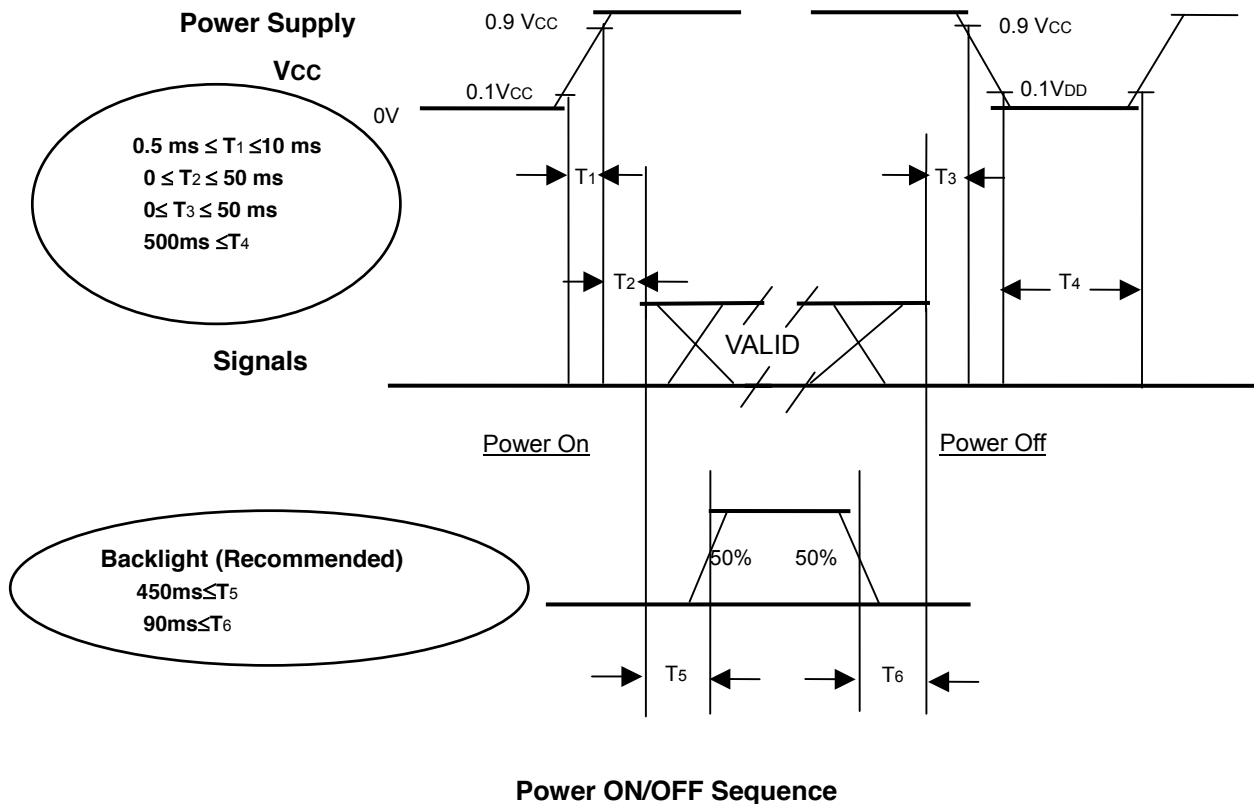 Power Supply
VCC
0V
0.1VCC
0.9 VCC
0.9 VCC
0.1VDD
0.5 ms ≤ T1 ≤10 ms
0 ≤ T2 ≤ 50 ms
0≤ T3 ≤ 50 ms
500ms ≤T4
T1
T3
T2
T4
VALID
Signals
Power On
Power Off
Backlight (Recommended)
450ms≤T5
90ms≤T6
50%
50%
T5
T6
Power ON/OFF Sequence